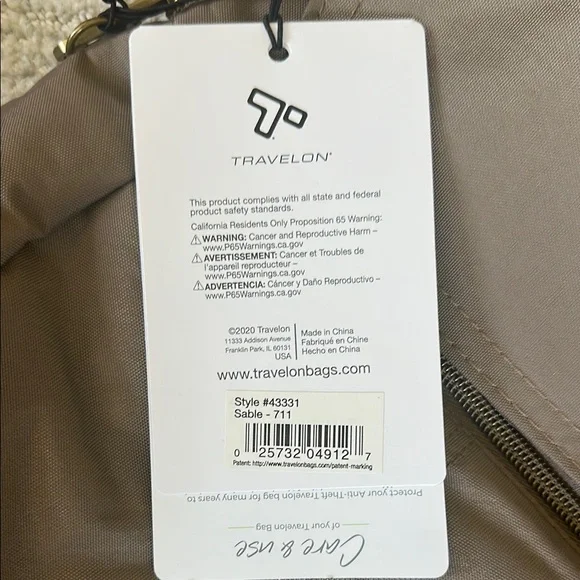 TRAVELON®
This product complies with all state and federal
product safety standards.
California Residents Only Proposition 65 Warning:
⚠WARNING: Cancer and Reproductive Harm –
www.P65Warnings.ca.gov
⚠AVERTISSEMENT: Cancer et Troubles de
l'appareil reproducteur –
www.P65Warnings.ca.gov
⚠ADVERTENCIA: Cáncer y Daño Reproductivo –
www.P65Warnings.ca.gov
©2020 Travelon
11333 Addison Avenue
Franklin Park, IL 60131
USA
Made in China
Fabriqué en Chine
Hecho en China
www.travelonbags.com
Style #43331
Sable - 711
0 25732 04912 7
Patent: http://www.travelonbags.com/patent-marking
Care & use
of your Travelon Bag
Protect your Anti-Theft Travelon bag for many years to